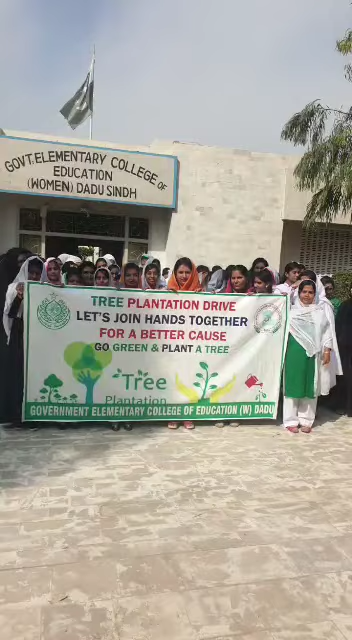 GOVT. ELEMENTARY COLLEGE OF
EDUCATION
(WOMEN) DADU SINDH
TREE PLANTATION DRIVE
LET'S JOIN HANDS TOGETHER
FOR A BETTER CAUSE
GO GREEN & PLANT A TREE
Tree
Plantation
GOVERNMENT ELEMENTARY COLLEGE OF EDUCATION (W) DADU